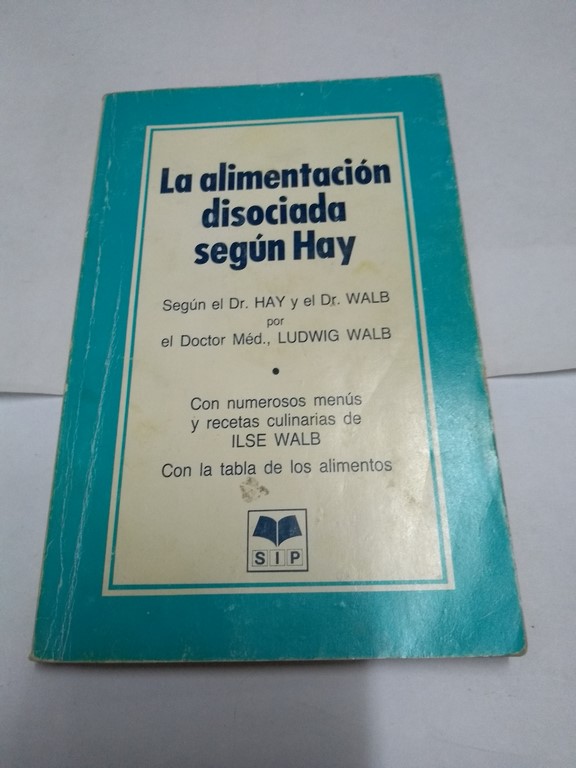 La alimentación
disociada
según Hay
Según el Dr. HAY y el Dr. WALB
por
el Doctor Méd., LUDWIG WALB
•
Con numerosos menús
y recetas culinarias de
ILSE WALB
Con la tabla de los alimentos
SIP